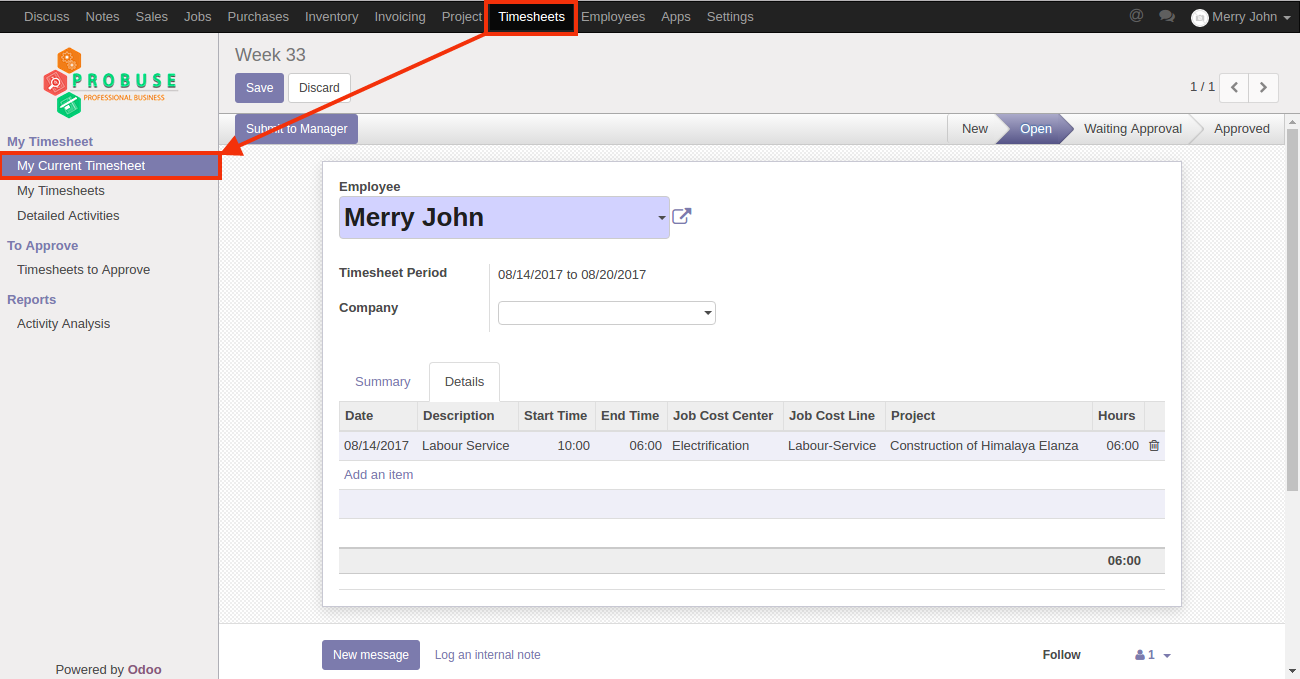 Discuss Notes Sales Jobs Purchases Inventory Invoicing Project Timesheets Employees Apps Settings @ Merry John
PROBUSE
PROFESSIONAL BUSINESS
My Timesheet
My Current Timesheet
My Timesheets
Detailed Activities
To Approve
Timesheets to Approve
Reports
Activity Analysis
Powered by Odoo
Week 33
Save Discard 1 / 1
Submit to Manager New Open Waiting Approval Approved
Employee
Merry John
Timesheet Period 08/14/2017 to 08/20/2017
Company
Summary Details
Date Description Start Time End Time Job Cost Center Job Cost Line Project Hours
08/14/2017 Labour Service 10:00 06:00 Electrification Labour-Service Construction of Himalaya Elanza 06:00
Add an item
06:00
New message Log an internal note Follow 1